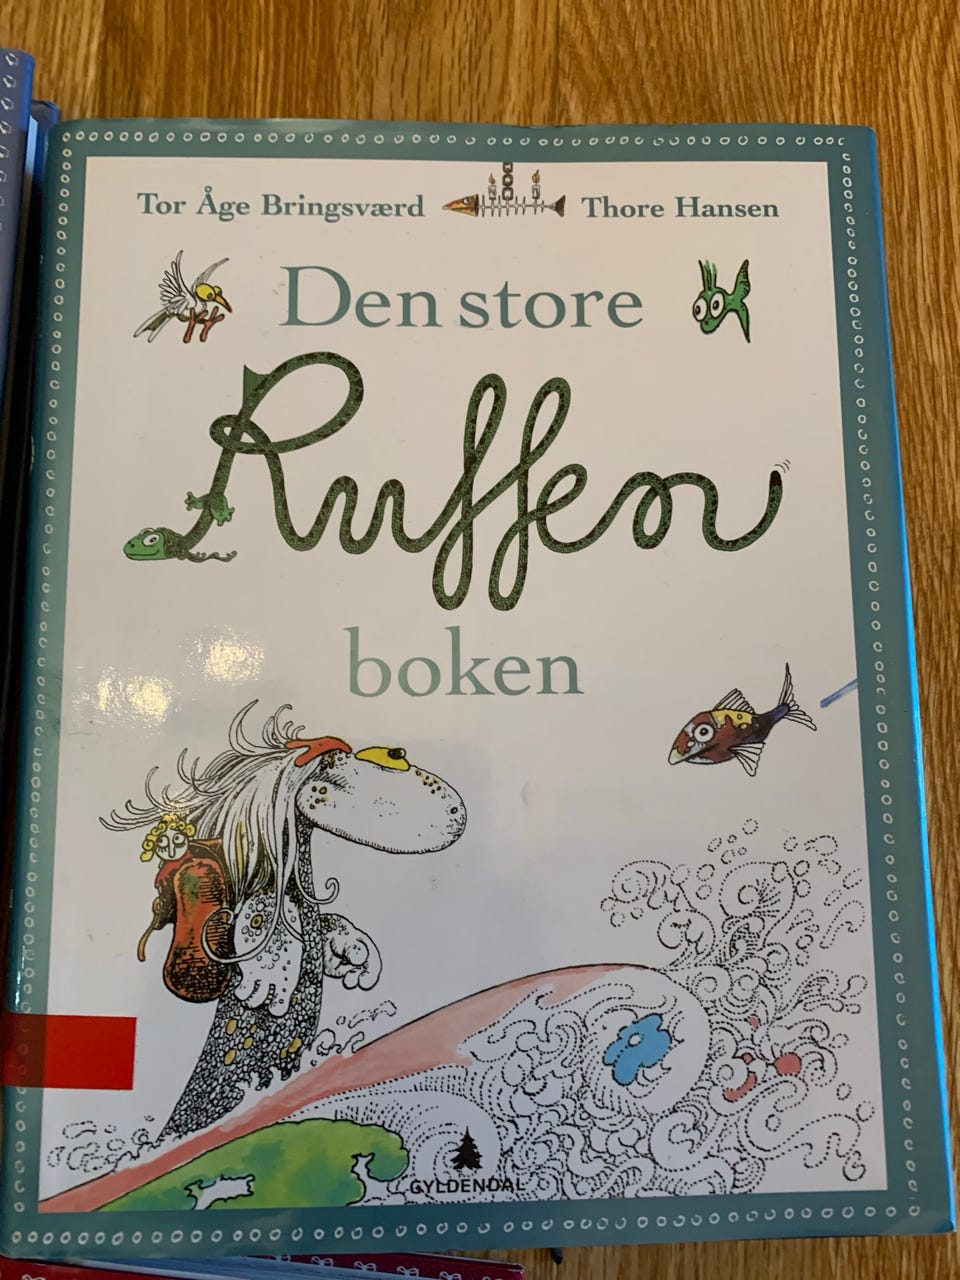 Tor Åge Bringsværd Thore Hansen
Den store
Ruffen
boken
GYLDENDAL